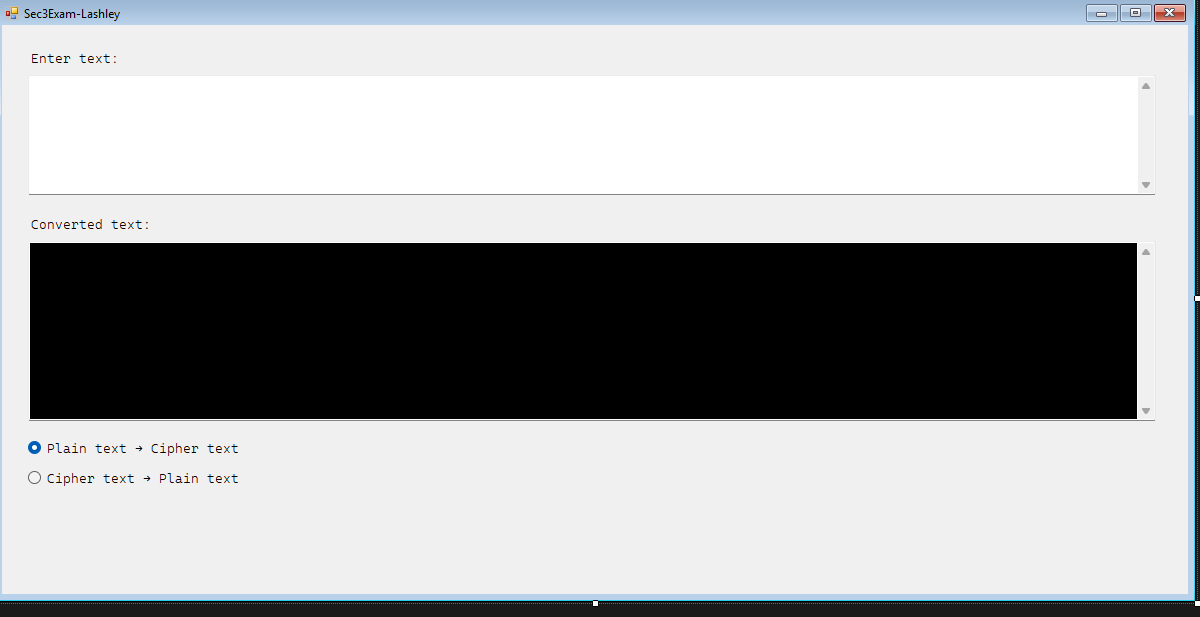 Sec3Exam-Lashley
Enter text:
Converted text:
Plain text → Cipher text
Cipher text → Plain text